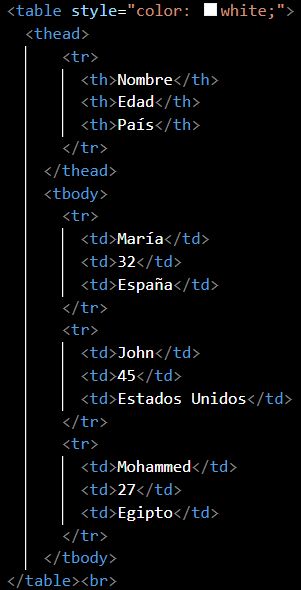 <table style="color: white;">
<thead>
<tr>
<th>Nombre</th>
<th>Edad</th>
<th>País</th>
</tr>
</thead>
<tbody>
<tr>
<td>María</td>
<td>32</td>
<td>España</td>
</tr>
<tr>
<td>John</td>
<td>45</td>
<td>Estados Unidos</td>
</tr>
<tr>
<td>Mohammed</td>
<td>27</td>
<td>Egipto</td>
</tr>
</tbody>
</table><br>